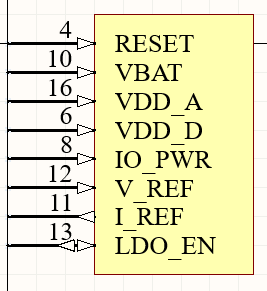 4 RESET
10 VBAT
16 VDD_A
6 VDD_D
8 IO_PWR
12 V_REF
11 I_REF
13 LDO_EN